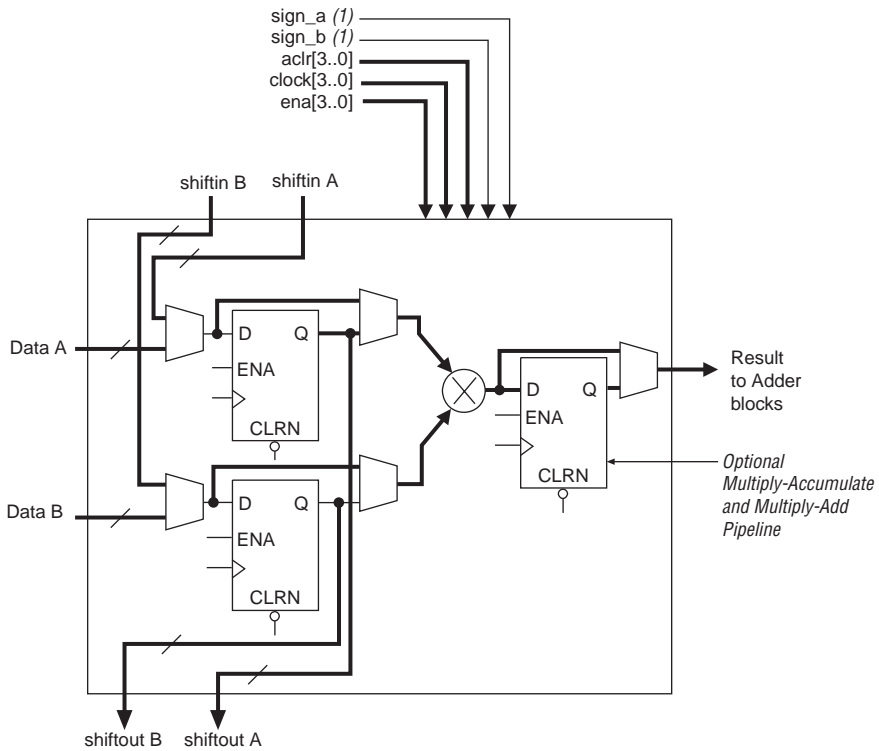 sign_a (1)
sign_b (1)
aclr[3..0]
clock[3..0]
ena[3..0]
shiftin B
shiftin A
Data A
D
Q
ENA
CLRN
Data B
D
Q
ENA
CLRN
D
Q
ENA
CLRN
Result
to Adder
blocks
Optional
Multiply-Accumulate
and Multiply-Add
Pipeline
shiftout B
shiftout A